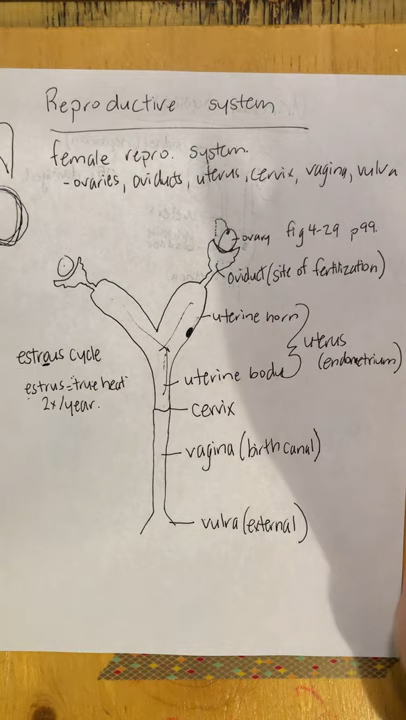 Reproductive system
female repro. system.
- ovaries, oviducts, uterus, cervix, vagina, vulva
ovary fig 4-29 p99.
oviduct (site of fertilization)
uterine horn
uterus
(endometrium)
estrous cycle
estrus = true heat
2x/year.
uterine body
cervix
vagina (birth canal)
vulva (external)